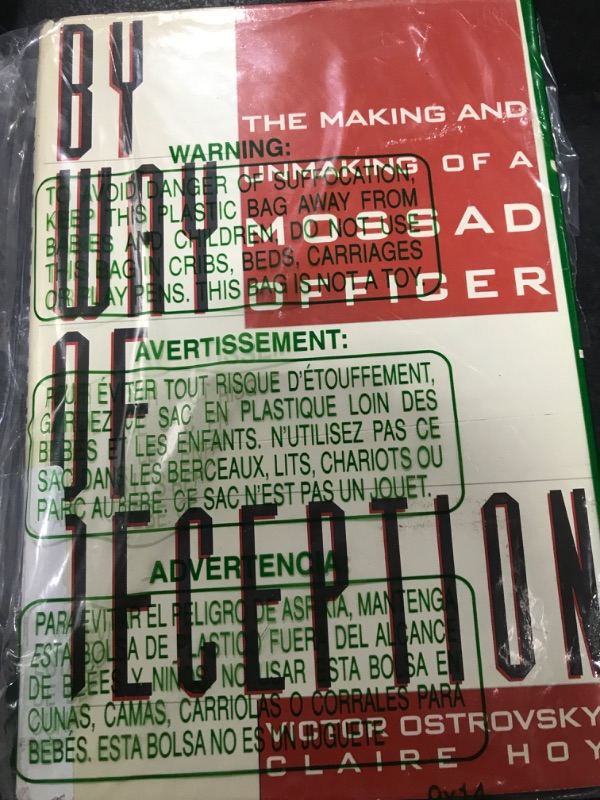 BY
WAY
OF
DECEPTION
THE MAKING AND
UNMAKING OF A
MOSSAD
OFFICER
VICTOR OSTROVSKY
CLAIRE HOY
WARNING:
TO AVOID DANGER OF SUFFOCATION,
KEEP THIS PLASTIC BAG AWAY FROM
BABIES AND CHILDREN. DO NOT USE
THIS BAG IN CRIBS, BEDS, CARRIAGES
OR PLAY PENS. THIS BAG IS NOT A TOY.
AVERTISSEMENT:
POUR ÉVITER TOUT RISQUE D'ÉTOUFFEMENT,
GARDEZ CE SAC EN PLASTIQUE LOIN DES
BÉBÉS ET LES ENFANTS. N'UTILISEZ PAS CE
SAC DANS LES BERCEAUX, LITS, CHARIOTS OU
PARC AU BEBE. CE SAC N'EST PAS UN JOUET.
ADVERTENCIA
PARA EVITAR EL PELIGRO DE ASFIXIA, MANTENGA
ESTA BOLSA DE PLASTICO FUERA DEL ALCANCE
DE BEBÉES Y NIÑOS. NO USAR ESTA BOLSA EN
CUNAS, CAMAS, CARRIOLAS O CORRALES PARA
BEBÉS. ESTA BOLSA NO ES UN JUGUETE
9x14